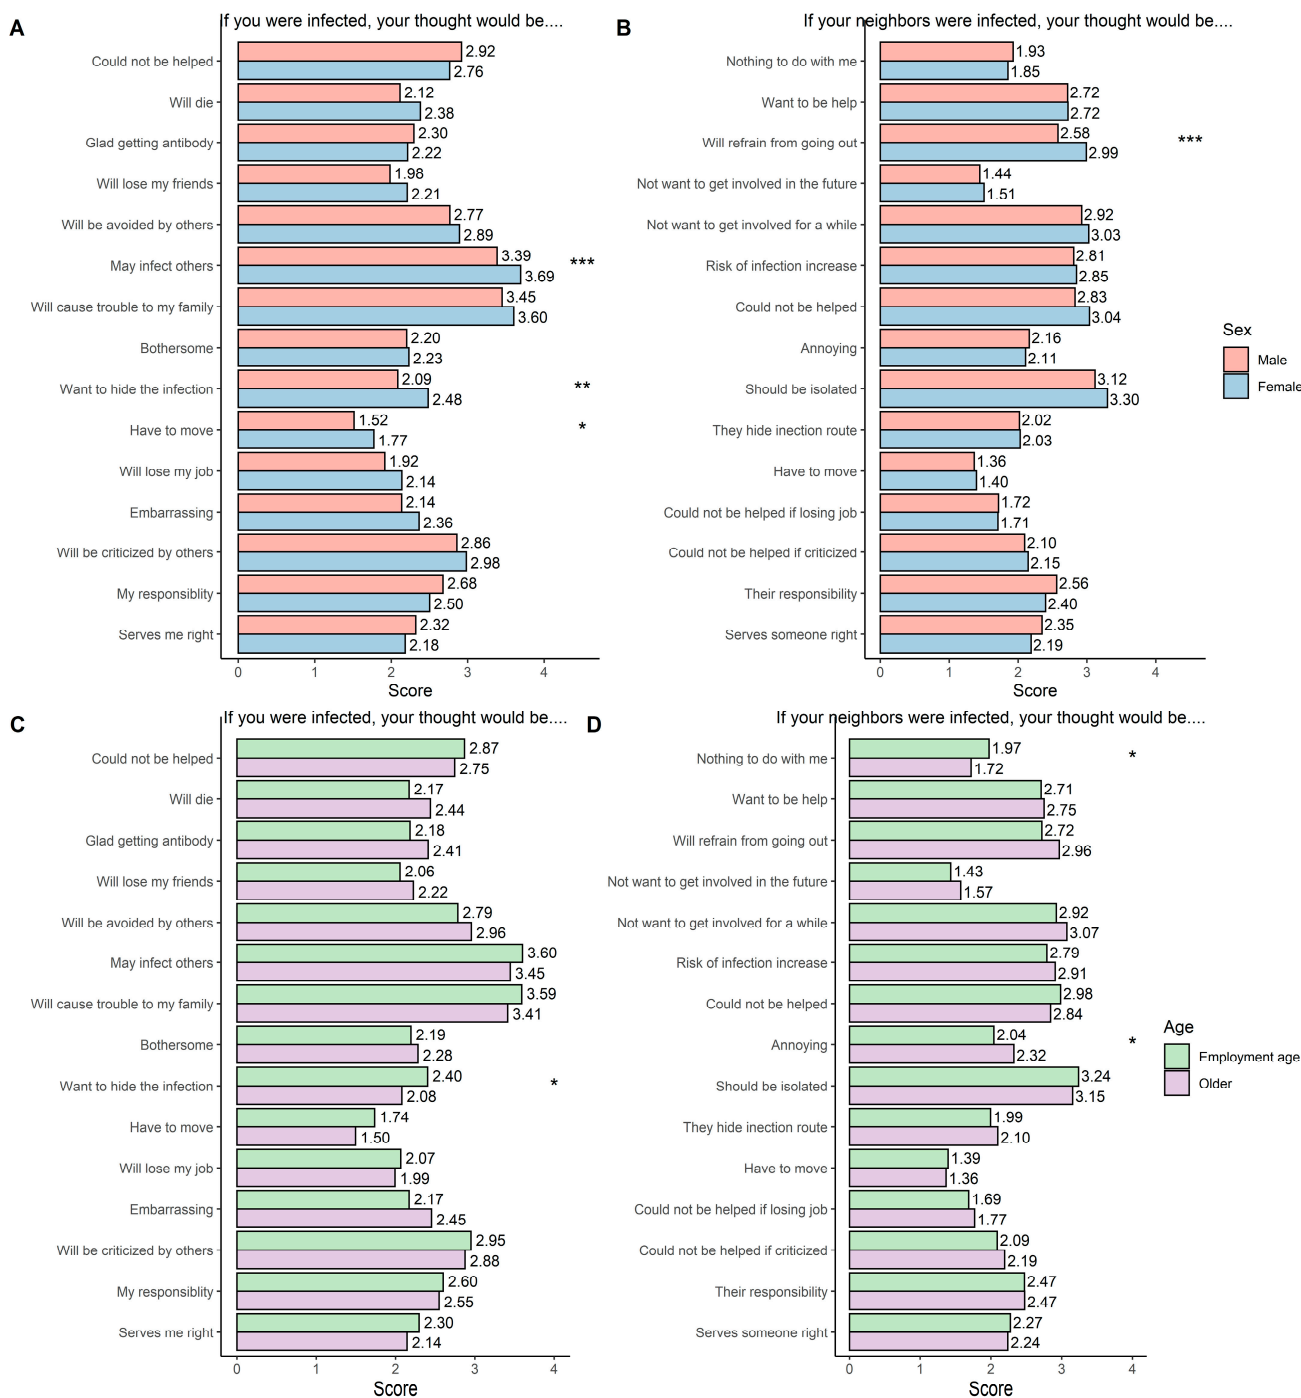 A
If you were infected, your thought would be....
Could not be helped
2.92
2.76
Will die
2.12
2.38
Glad getting antibody
2.30
2.22
Will lose my friends
1.98
2.21
Will be avoided by others
2.77
2.89
May infect others
3.39
3.69
***
Will cause trouble to my family
3.45
3.60
Bothersome
2.20
2.23
Want to hide the infection
2.09
2.48
**
Have to move
1.52
1.77
*
Will lose my job
1.92
2.14
Embarrassing
2.14
2.36
Will be criticized by others
2.86
2.98
My responsiblity
2.68
2.50
Serves me right
2.32
2.18
0 1 2 3 4
Score
B
If your neighbors were infected, your thought would be....
Nothing to do with me
1.93
1.85
Want to be help
2.72
2.72
Will refrain from going out
2.58
2.99
***
Not want to get involved in the future
1.44
1.51
Not want to get involved for a while
2.92
3.03
Risk of infection increase
2.81
2.85
Could not be helped
2.83
3.04
Annoying
2.16
2.11
Should be isolated
3.12
3.30
They hide inection route
2.02
2.03
Have to move
1.36
1.40
Could not be helped if losing job
1.72
1.71
Could not be helped if criticized
2.10
2.15
Their responsibility
2.56
2.40
Serves someone right
2.35
2.19
0 1 2 3 4
Score
Sex
Male
Female
C
If you were infected, your thought would be....
Could not be helped
2.87
2.75
Will die
2.17
2.44
Glad getting antibody
2.18
2.41
Will lose my friends
2.06
2.22
Will be avoided by others
2.79
2.96
May infect others
3.60
3.45
Will cause trouble to my family
3.59
3.41
Bothersome
2.19
2.28
Want to hide the infection
2.40
2.08
*
Have to move
1.74
1.50
Will lose my job
2.07
1.99
Embarrassing
2.17
2.45
Will be criticized by others
2.95
2.88
My responsiblity
2.60
2.55
Serves me right
2.30
2.14
0 1 2 3 4
Score
D
If your neighbors were infected, your thought would be....
Nothing to do with me
1.97
1.72
*
Want to be help
2.71
2.75
Will refrain from going out
2.72
2.96
Not want to get involved in the future
1.43
1.57
Not want to get involved for a while
2.92
3.07
Risk of infection increase
2.79
2.91
Could not be helped
2.98
2.84
Annoying
2.04
2.32
*
Should be isolated
3.24
3.15
They hide inection route
1.99
2.10
Have to move
1.39
1.36
Could not be helped if losing job
1.69
1.77
Could not be helped if criticized
2.09
2.19
Their responsibility
2.47
2.47
Serves someone right
2.27
2.24
0 1 2 3 4
Score
Age
Employment age
Older